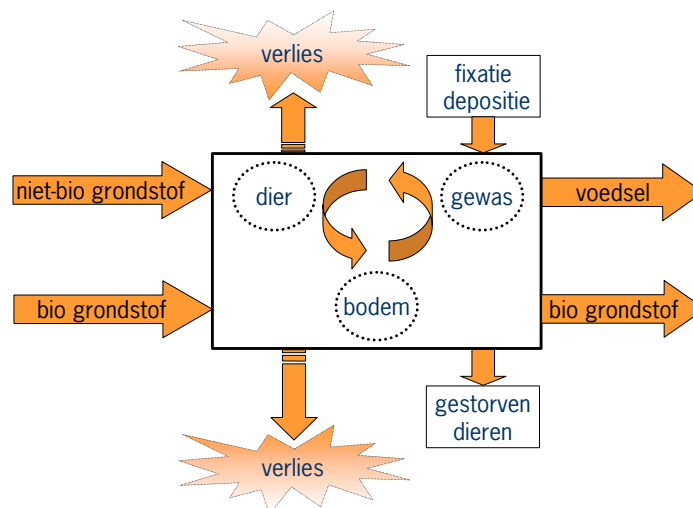 verlies
fixatie
depositie
niet-bio grondstof
dier
gewas
voedsel
bio grondstof
bodem
bio grondstof
gestorven
dieren
verlies